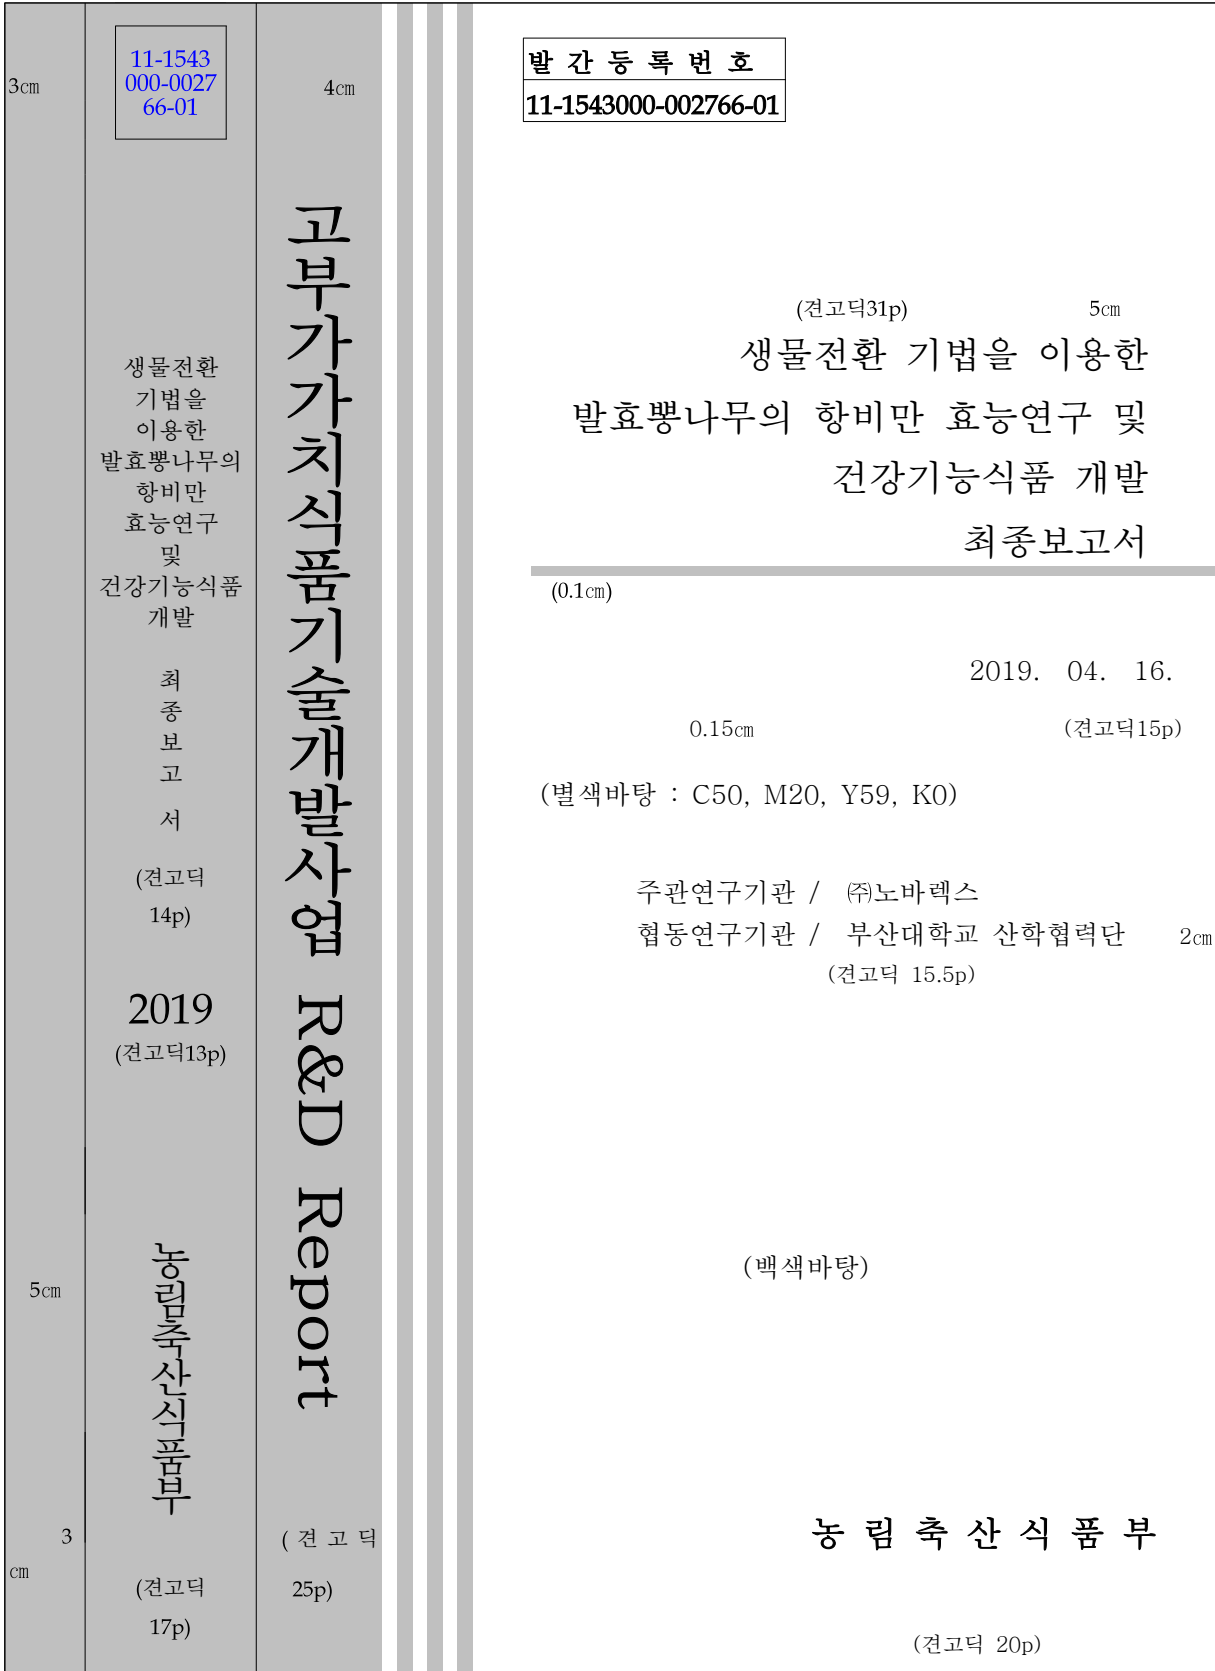 3㎝
11-1543
000-0027
66-01
생물전환
기법을
이용한
발효뽕나무의
항비만
효능연구
및
건강기능식품
개발
최
종
보
고
서
(견고딕
14p)
2019
(견고딕13p)
5㎝
농림축산식품부
3
㎝
(견고딕
17p)
4㎝
고부가가치식품기술개발사업 R&D Report
(견고딕
25p)
발간등록번호
11-1543000-002766-01
(견고딕31p) 5㎝
생물전환 기법을 이용한
발효뽕나무의 항비만 효능연구 및
건강기능식품 개발
최종보고서
(0.1㎝)
2019. 04. 16.
0.15㎝ (견고딕15p)
(별색바탕 : C50, M20, Y59, K0)
주관연구기관 / ㈜노바렉스
협동연구기관 / 부산대학교 산학협력단 2㎝
(견고딕 15.5p)
(백색바탕)
농림축산식품부
(견고딕 20p)